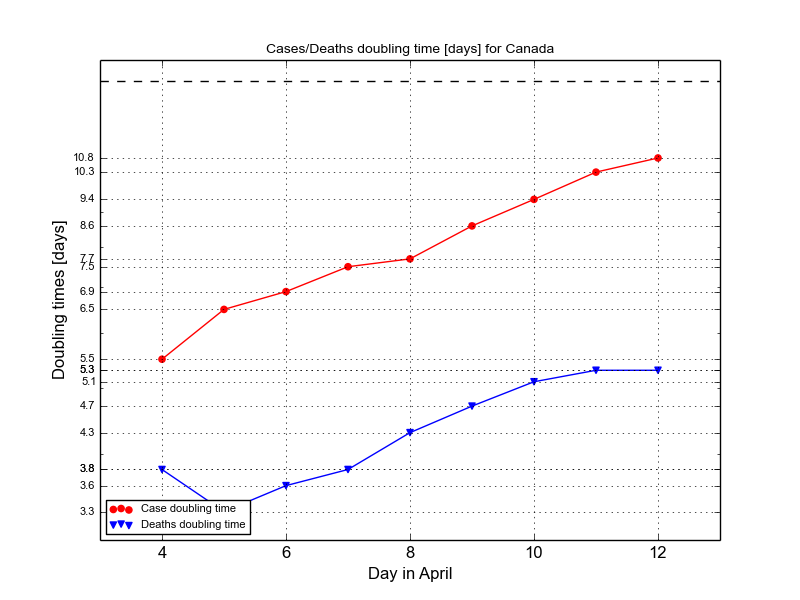 Cases/Deaths doubling time [days] for Canada
Doubling times [days]
10.8
10.3
9.4
8.6
7.7
7.5
6.9
6.5
5.5
5.3
5.1
4.7
4.3
3.8
3.6
3.3
Case doubling time
Deaths doubling time
4 6 8 10 12
Day in April